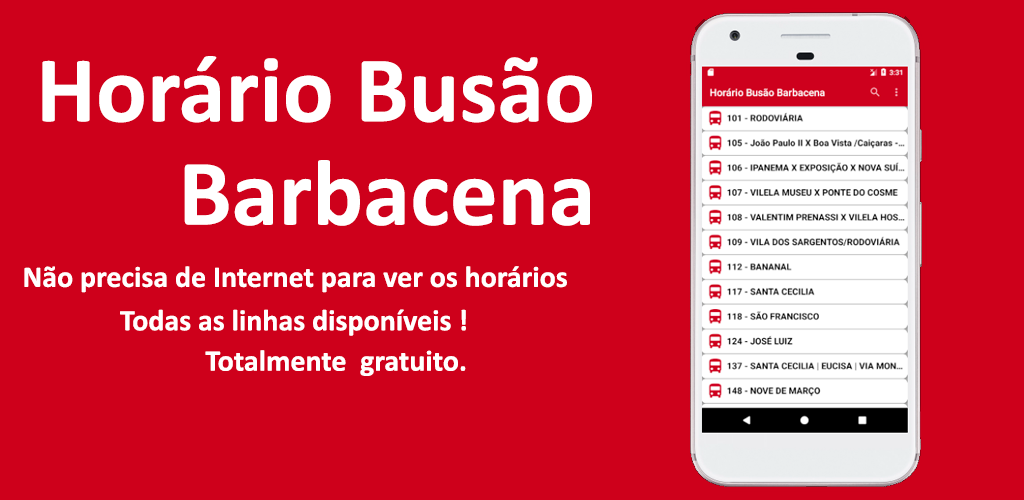 Horário Busão
Barbacena
Não precisa de Internet para ver os horários
Todas as linhas disponíveis !
Totalmente gratuito.
3:31
Horário Busão Barbacena
101 - RODOVIÁRIA
105 - João Paulo II X Boa Vista /Caiçaras -...
106 - IPANEMA X EXPOSIÇÃO X NOVA SUÍ...
107 - VILELA MUSEU X PONTE DO COSME
108 - VALENTIM PRENASSI X VILELA HOS...
109 - VILA DOS SARGENTOS/RODOVIÁRIA
112 - BANANAL
117 - SANTA CECILIA
118 - SÃO FRANCISCO
124 - JOSÉ LUIZ
137 - SANTA CECILIA | EUCISA | VIA MON...
148 - NOVE DE MARÇO